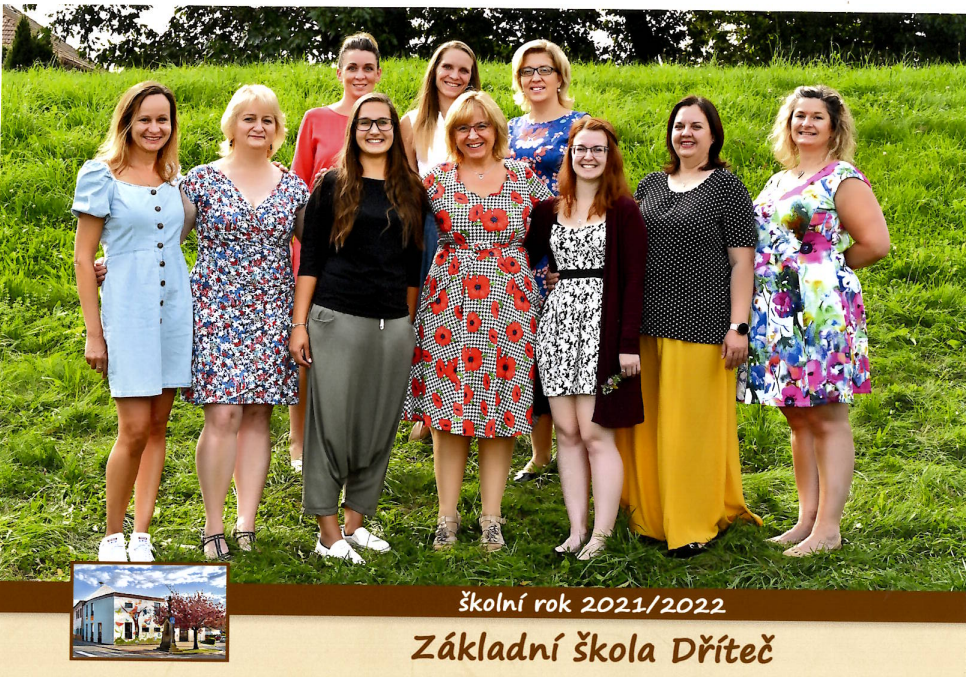 školní rok 2021/2022
Základní škola Dříteč